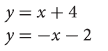 y = x + 4
y = −x − 2